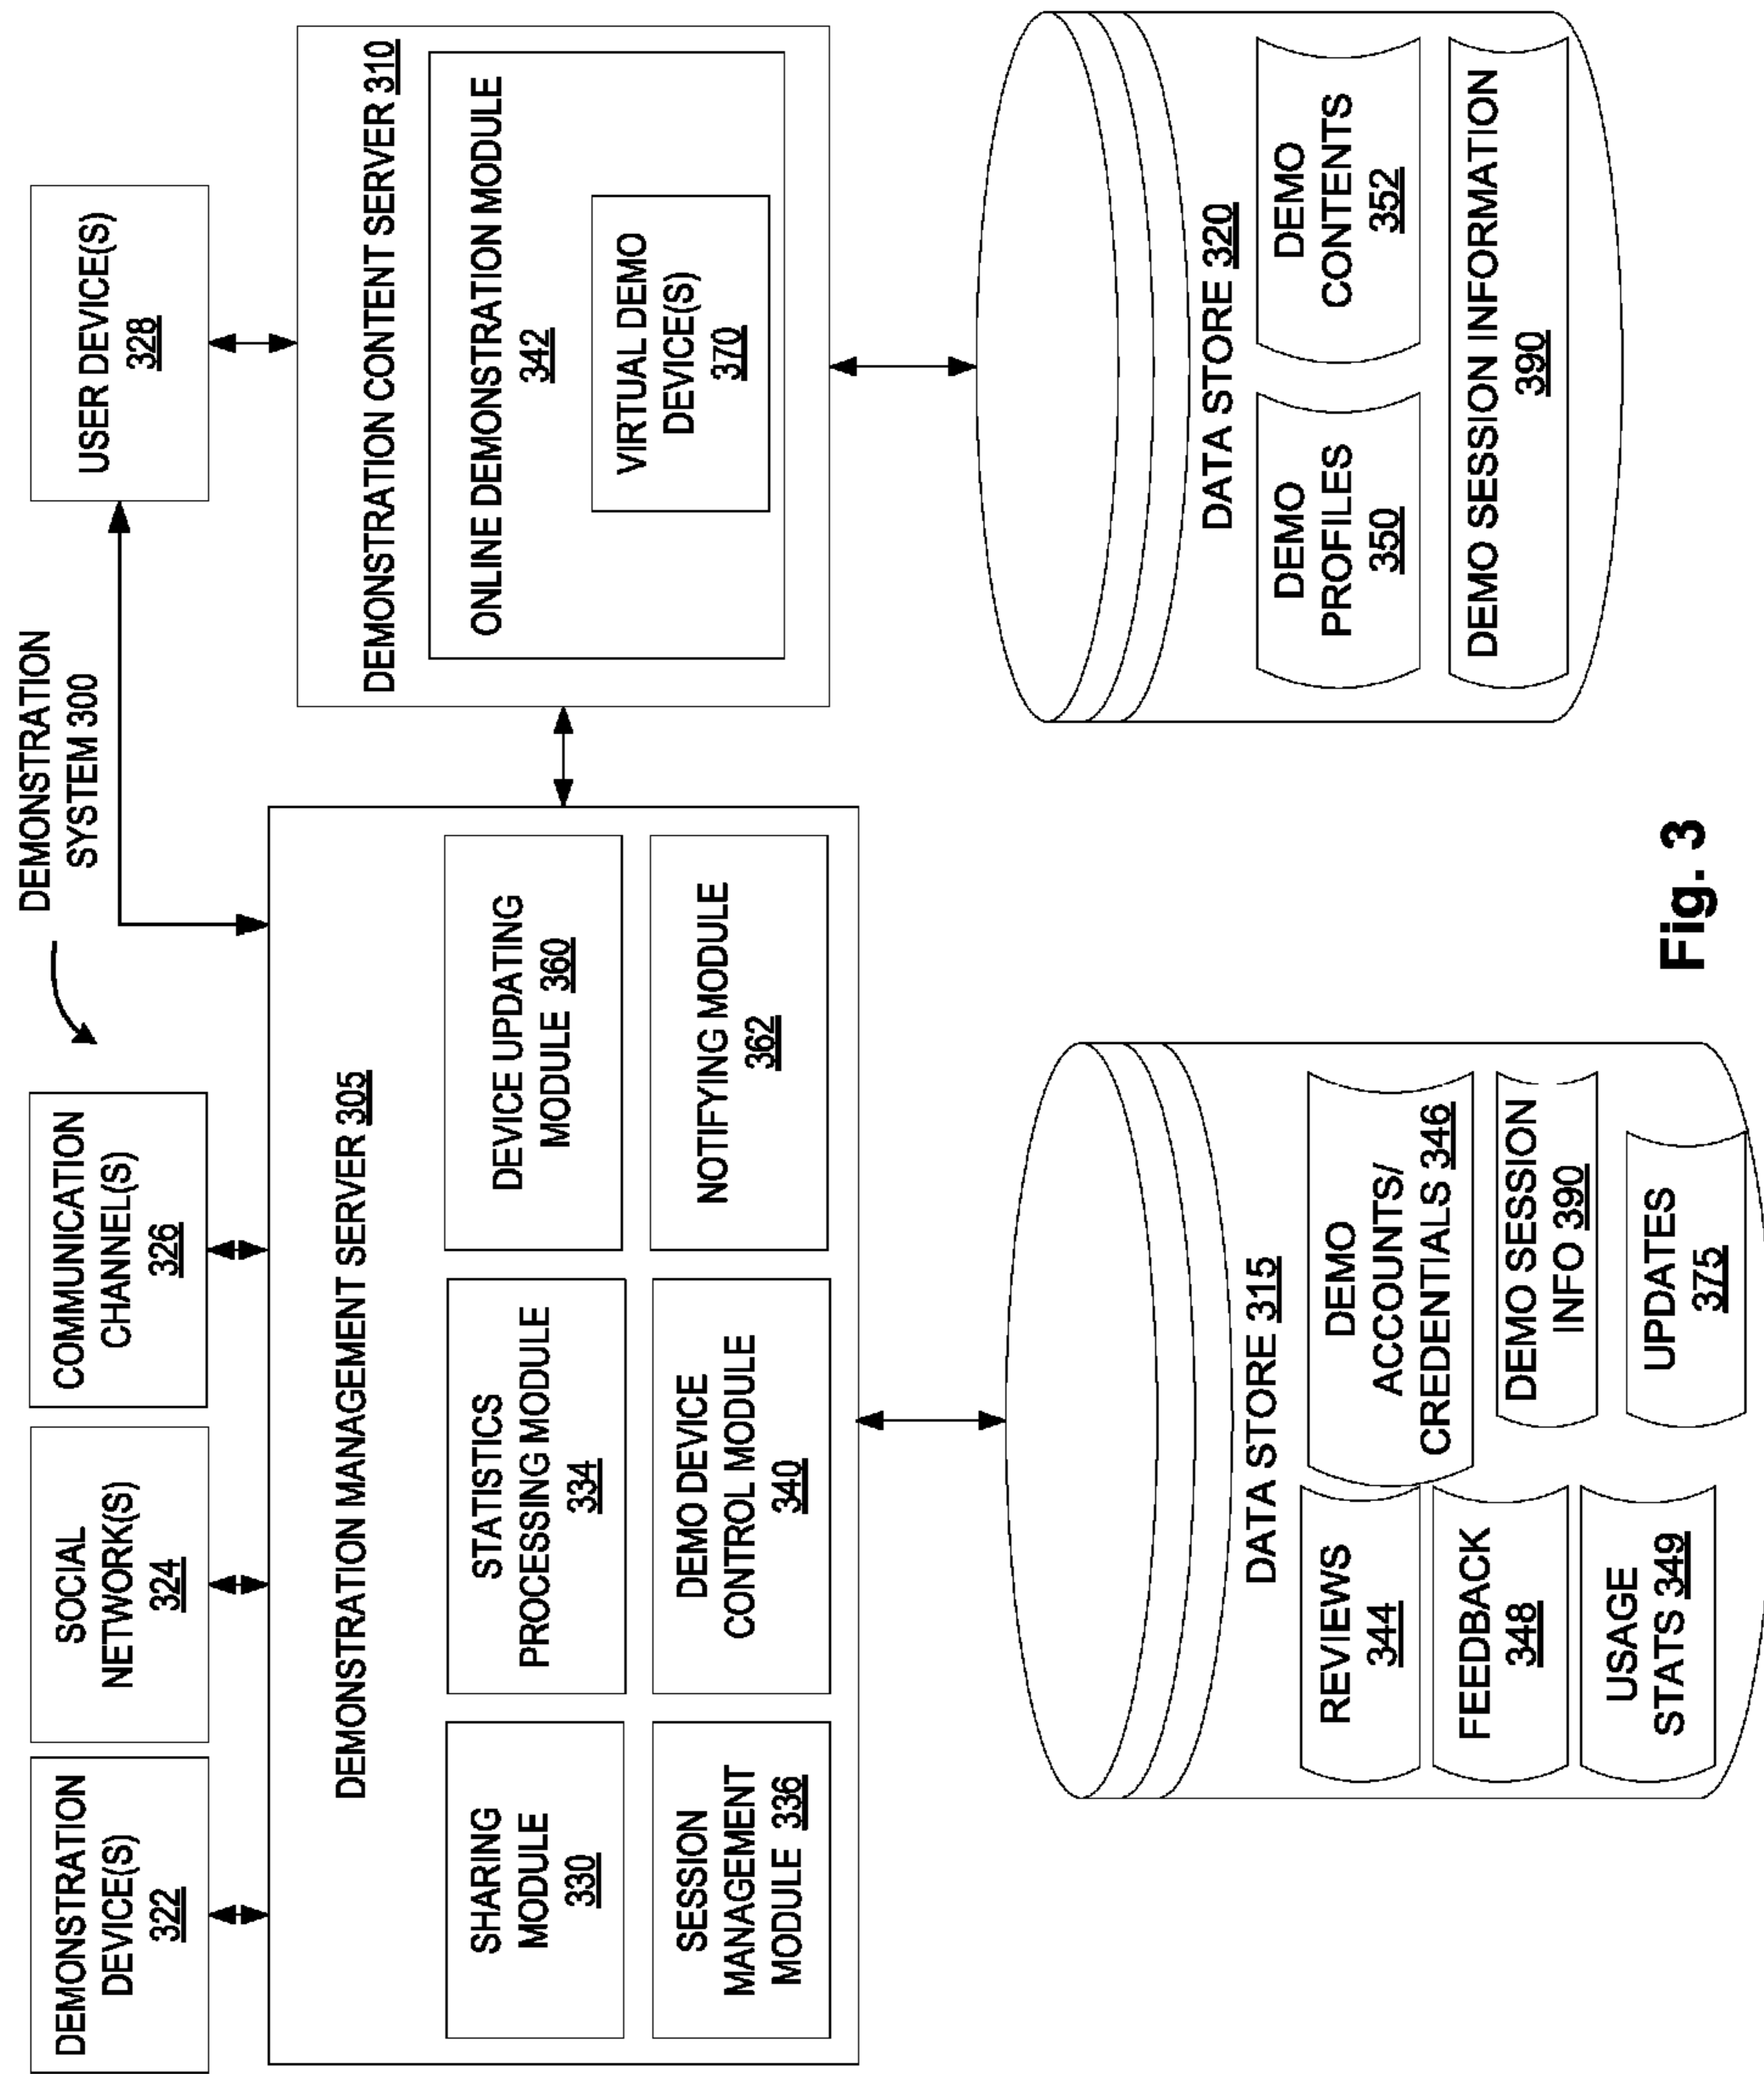 DEMONSTRATION
SYSTEM 300
DEMONSTRATION
DEVICE(S)
322
SOCIAL
NETWORK(S)
324
COMMUNICATION
CHANNEL(S)
326
USER DEVICE(S)
328
DEMONSTRATION MANAGEMENT SERVER 305
SHARING
MODULE
330
STATISTICS
PROCESSING MODULE
334
DEVICE UPDATING
MODULE 360
SESSION
MANAGEMENT
MODULE 336
DEMO DEVICE
CONTROL MODULE
340
NOTIFYING MODULE
362
DEMONSTRATION CONTENT SERVER 310
ONLINE DEMONSTRATION MODULE
342
VIRTUAL DEMO
DEVICE(S)
370
DATA STORE 315
REVIEWS
344
DEMO
ACCOUNTS/
CREDENTIALS 346
FEEDBACK
348
DEMO SESSION
INFO 390
USAGE
STATS 349
UPDATES
375
DATA STORE 320
DEMO
PROFILES
350
DEMO
CONTENTS
352
DEMO SESSION INFORMATION
390
Fig. 3